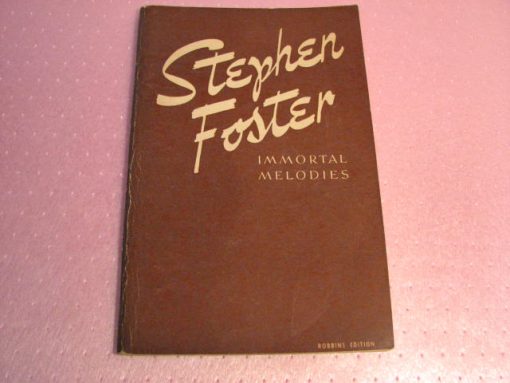 Stephen
Foster
IMMORTAL
MELODIES
ROBBINS EDITION